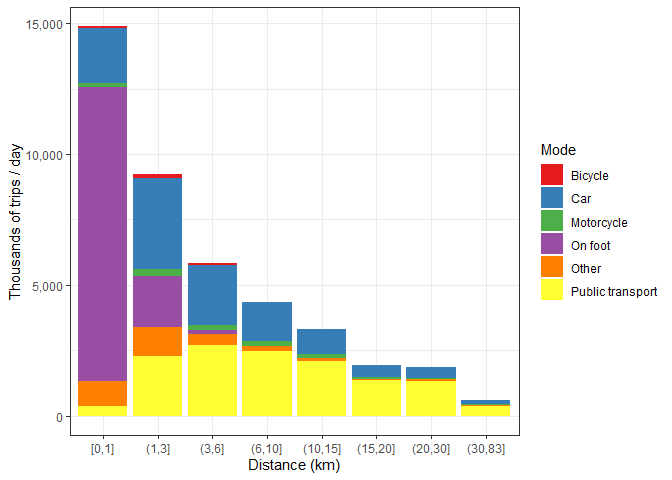 15,000
10,000
5,000
0
Thousands of trips / day
[0,1]
(1,3]
(3,6]
(6,10]
(10,15]
(15,20]
(20,30]
(30,83]
Distance (km)
Mode
Bicycle
Car
Motorcycle
On foot
Other
Public transport